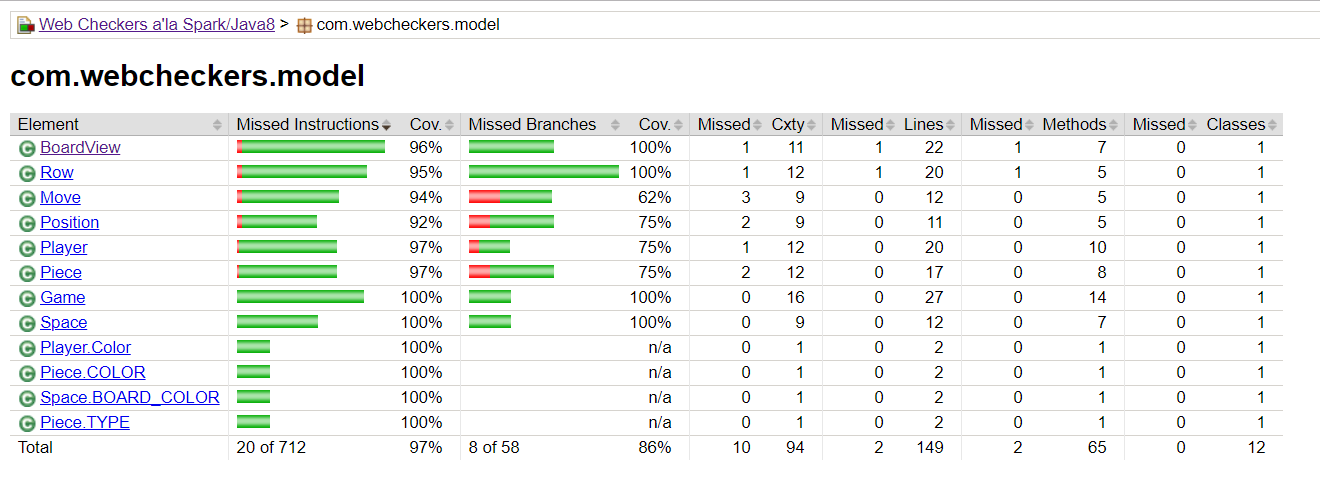 Web Checkers a'la Spark/Java8 > com.webcheckers.model
com.webcheckers.model
Element Missed Instructions Cov. Missed Branches Cov. Missed Cxty Missed Lines Missed Methods Missed Classes
BoardView 96% 100% 1 11 1 22 1 7 0 1
Row 95% 100% 1 12 1 20 1 5 0 1
Move 94% 62% 3 9 0 12 0 5 0 1
Position 92% 75% 2 9 0 11 0 5 0 1
Player 97% 75% 1 12 0 20 0 10 0 1
Piece 97% 75% 2 12 0 17 0 8 0 1
Game 100% 100% 0 16 0 27 0 14 0 1
Space 100% 100% 0 9 0 12 0 7 0 1
Player.Color 100% n/a 0 1 0 2 0 1 0 1
Piece.COLOR 100% n/a 0 1 0 2 0 1 0 1
Space.BOARD_COLOR 100% n/a 0 1 0 2 0 1 0 1
Piece.TYPE 100% n/a 0 1 0 2 0 1 0 1
Total 20 of 712 97% 8 of 58 86% 10 94 2 149 2 65 0 12